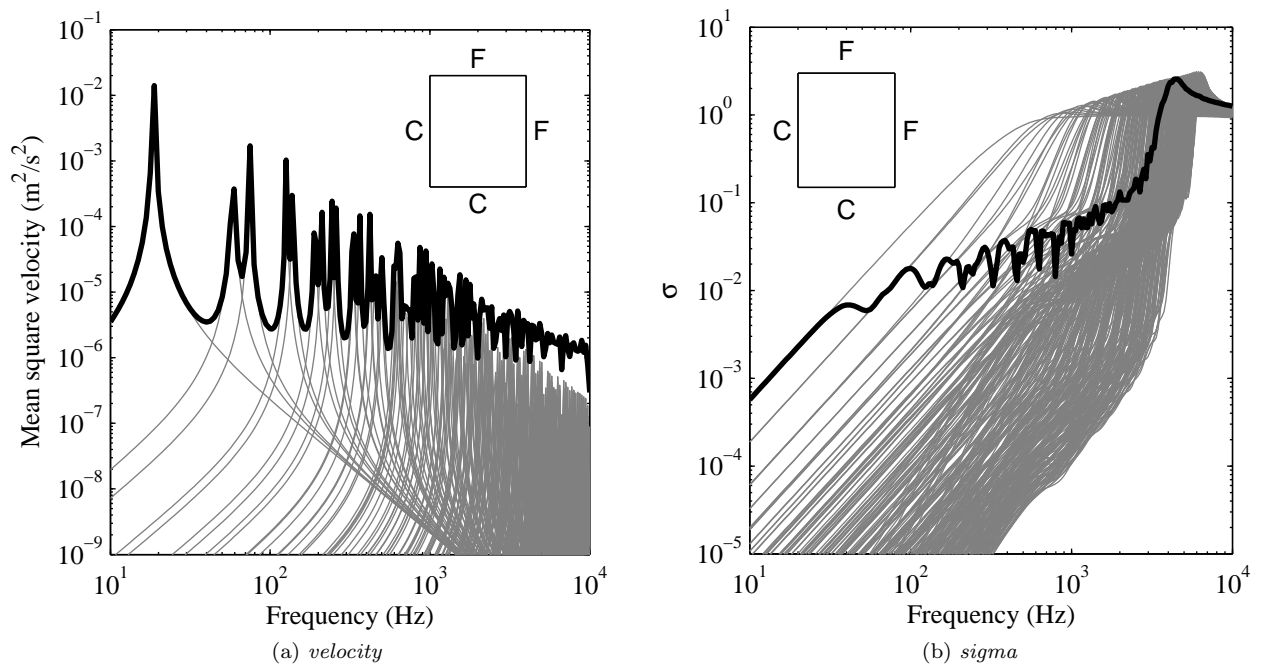 10^-1
10^-2
10^-3
10^-4
10^-5
10^-6
10^-7
10^-8
10^-9
Mean square velocity (m^2/s^2)
10^1
10^2
10^3
10^4
Frequency (Hz)
F
C
F
C
(a) velocity
10^1
10^0
10^-1
10^-2
10^-3
10^-4
10^-5
σ
10^1
10^2
10^3
10^4
Frequency (Hz)
F
C
F
C
(b) sigma